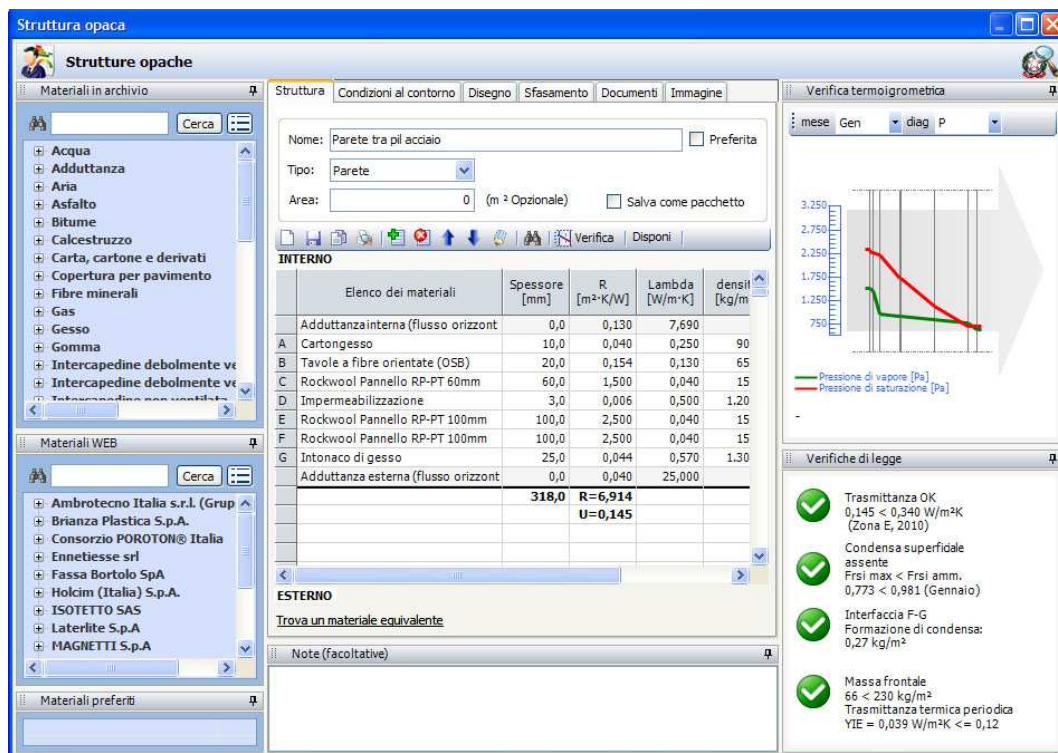 Struttura opaca
Strutture opache
Materiali in archivio
Cerca
Acqua
Adduttanza
Aria
Asfalto
Bitume
Calcestruzzo
Carta, cartone e derivati
Copertura per pavimento
Fibre minerali
Gas
Gesso
Gomma
Intercapedine debolmente ve
Intercapedine debolmente ve
Intercapedine non ventilata
Materiali WEB
Cerca
Ambrotecno Italia s.r.l. (Grup
Brianza Plastica S.p.A.
Consorzio POROTON® Italia
Ennetiesse srl
Fassa Bortolo SpA
Holcim (Italia) S.p.A.
ISOTETTO SAS
Laterlite S.p.A
MAGNETTI S.p.A
Materiali preferiti
Struttura Condizioni al contorno Disegno Sfasamento Documenti Immagine
Nome: Parete tra pil acciaio Preferita
Tipo: Parete
Area: 0 (m ² Opzionale) Salva come pacchetto
Verifica Disponi
INTERNO
Elenco dei materiali Spessore [mm] R [m²·K/W] Lambda [W/m·K] densit [kg/m
Adduttanza interna (flusso orizzont 0,0 0,130 7,690
A Cartongesso 10,0 0,040 0,250 90
B Tavole a fibre orientate (OSB) 20,0 0,154 0,130 65
C Rockwool Pannello RP-PT 60mm 60,0 1,500 0,040 15
D Impermeabilizzazione 3,0 0,006 0,500 1.20
E Rockwool Pannello RP-PT 100mm 100,0 2,500 0,040 15
F Rockwool Pannello RP-PT 100mm 100,0 2,500 0,040 15
G Intonaco di gesso 25,0 0,044 0,570 1.30
Adduttanza esterna (flusso orizzont 0,0 0,040 25,000
318,0 R=6,914
U=0,145
ESTERNO
Trova un materiale equivalente
Note (facoltative)
Verifica termoigrometrica
mese Gen diag P
3.250
2.750
2.250
1.750
1.250
750
Pressione di vapore [Pa]
Pressione di saturazione [Pa]
-
Verifiche di legge
Trasmittanza OK
0,145 < 0,340 W/m²K
(Zona E, 2010)
Condensa superficiale
assente
Frsi max < Frsi amm.
0,773 < 0,981 (Gennaio)
Interfaccia F-G
Formazione di condensa:
0,27 kg/m²
Massa frontale
66 < 230 kg/m²
Trasmittanza termica periodica
YIE = 0,039 W/m²K <= 0,12